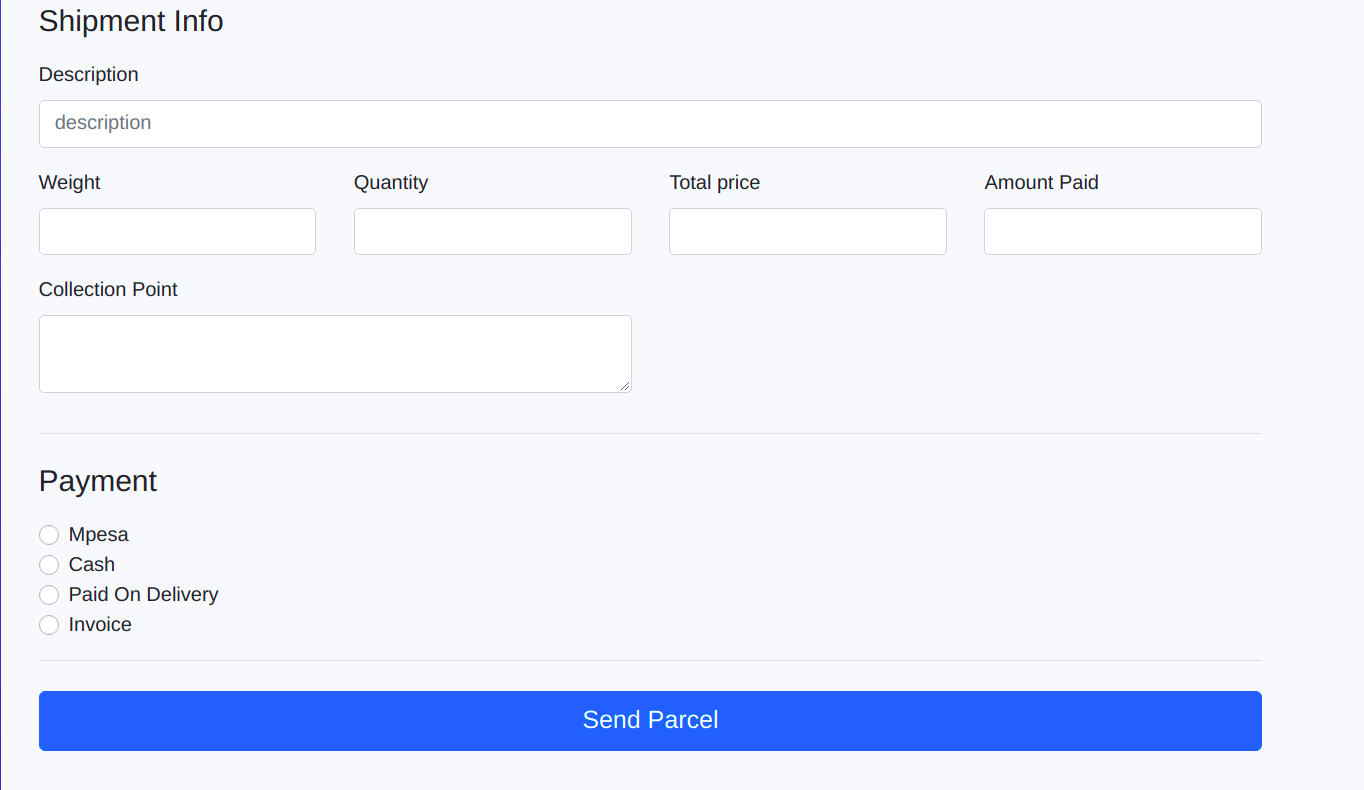 Shipment Info
Description
description
Weight Quantity Total price Amount Paid
Collection Point
Payment
Mpesa
Cash
Paid On Delivery
Invoice
Send Parcel